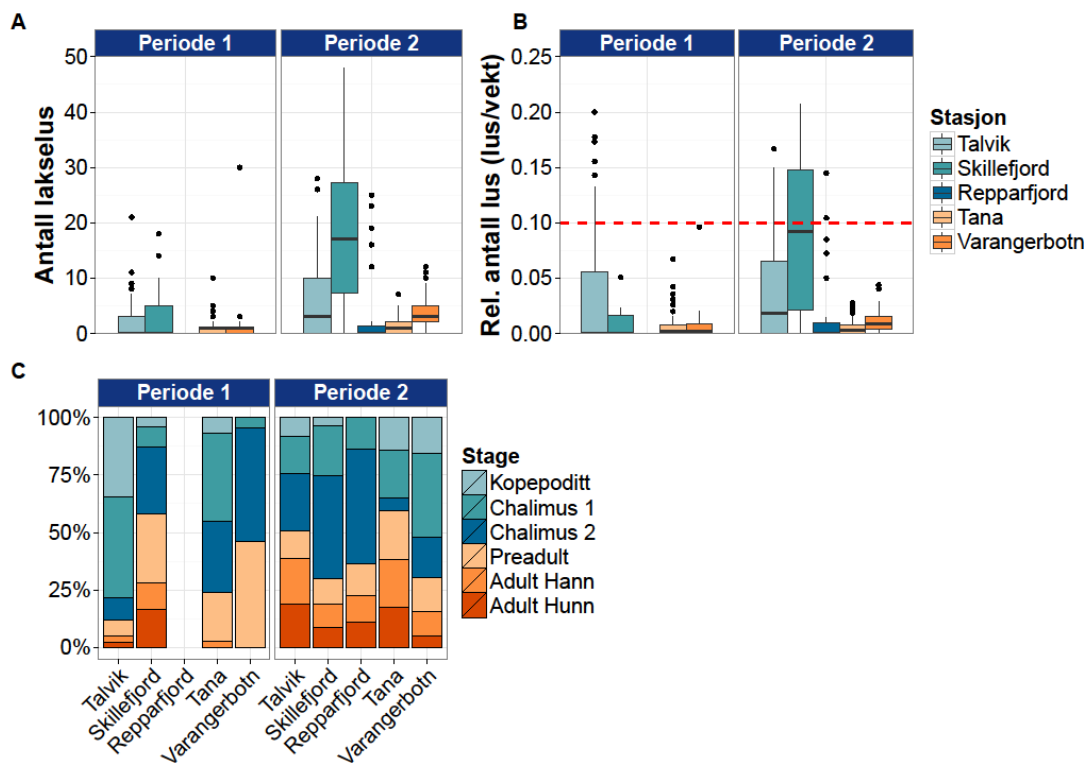 A
Periode 1
Periode 2
50
40
30
20
10
0
Antall lakselus
B
Periode 1
Periode 2
0.25
0.20
0.15
0.10
0.05
0.00
Rel. antall lus (lus/vekt)
Stasjon
Talvik
Skillefjord
Repparfjord
Tana
Varangerbotn
C
Periode 1
Periode 2
100%
75%
50%
25%
0%
Talvik
Skillefjord
Repparfjord
Tana
Varangerbotn
Talvik
Skillefjord
Repparfjord
Tana
Varangerbotn
Stage
Kopepoditt
Chalimus 1
Chalimus 2
Preadult
Adult Hann
Adult Hunn